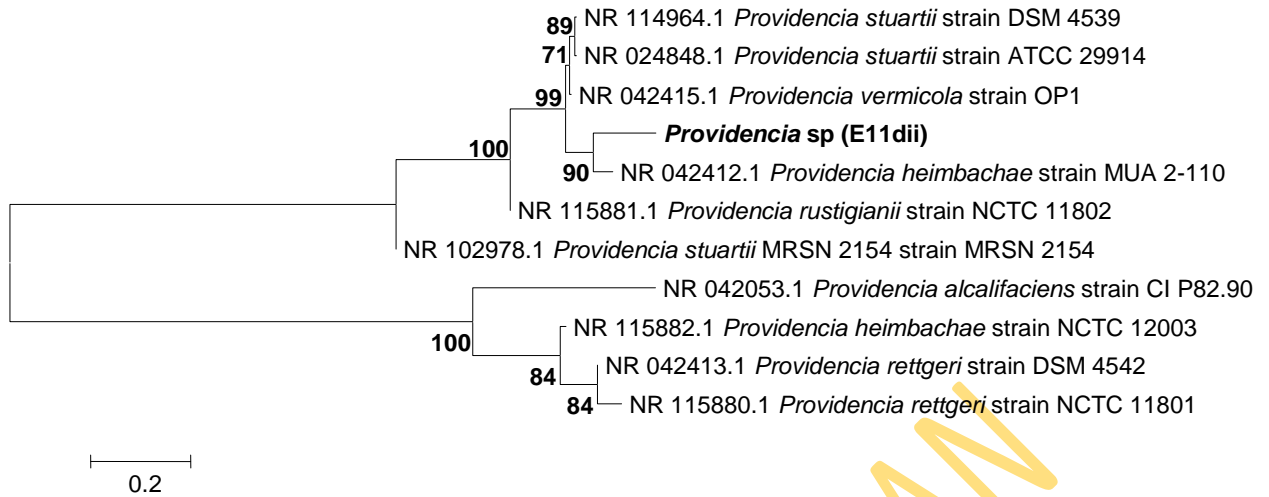 NR 114964.1 Providencia stuartii strain DSM 4539
89
71
NR 024848.1 Providencia stuartii strain ATCC 29914
99
NR 042415.1 Providencia vermicola strain OP1
Providencia sp (E11dii)
100
90
NR 042412.1 Providencia heimbachae strain MUA 2-110
NR 115881.1 Providencia rustigianii strain NCTC 11802
NR 102978.1 Providencia stuartii MRSN 2154 strain MRSN 2154
NR 042053.1 Providencia alcalifaciens strain CI P82.90
NR 115882.1 Providencia heimbachae strain NCTC 12003
100
NR 042413.1 Providencia rettgeri strain DSM 4542
84
84
NR 115880.1 Providencia rettgeri strain NCTC 11801
0.2
AN